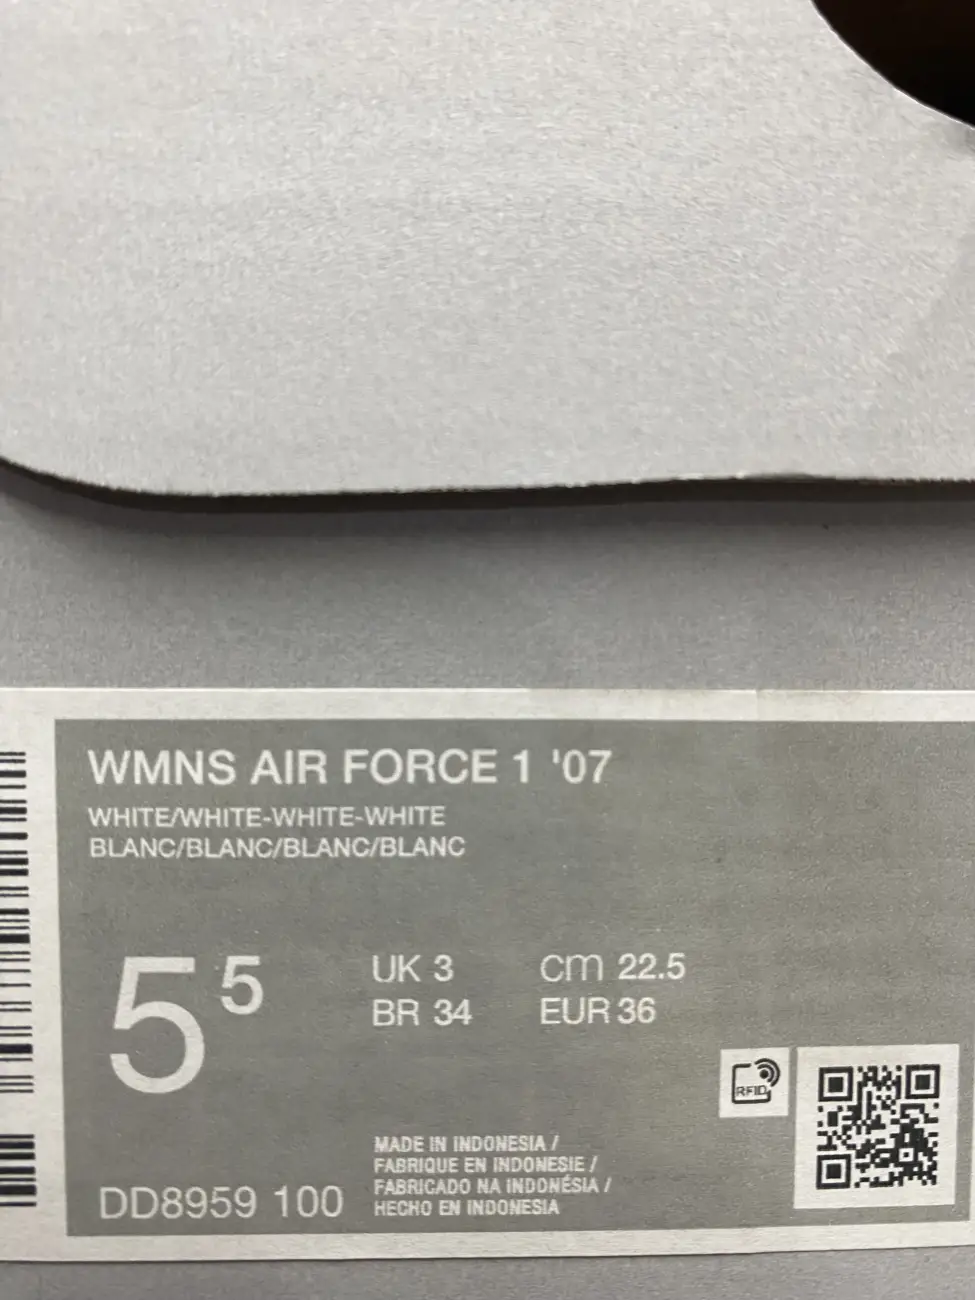 WMNS AIR FORCE 1 '07
WHITE/WHITE-WHITE-WHITE
BLANC/BLANC/BLANC/BLANC
5 5
UK 3 cm 22.5
BR 34 EUR 36
RFID
MADE IN INDONESIA /
FABRIQUE EN INDONESIE /
FABRICADO NA INDONÉSIA /
HECHO EN INDONESIA
DD8959 100